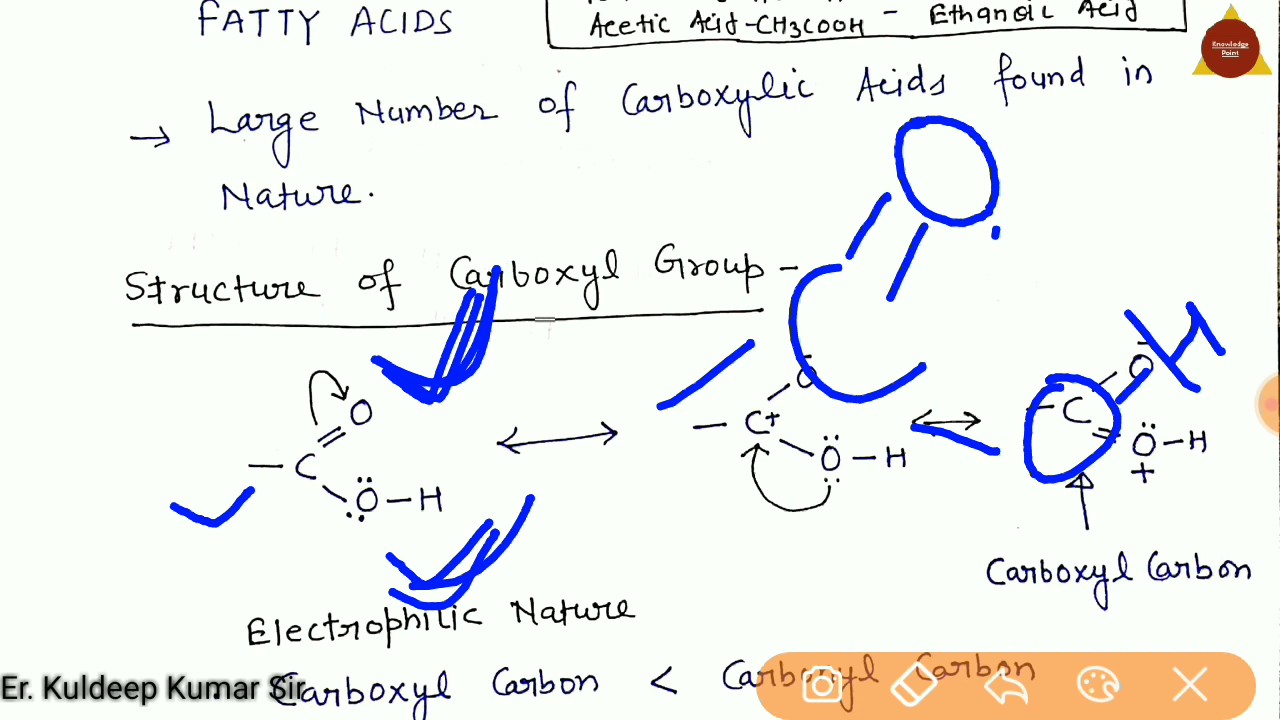 FATTY ACIDS
Acetic Acid-CH3COOH - Ethanoic Acid
Knowledge
Point
→ Large Number of Carboxylic Acids found in
Nature.
Structure of Carboxyl Group -
O
- C
Ö - H
O-
- C+
Ö - H
O- H
- C
Ö - H
+
Carboxyl Carbon
Electrophilic Nature
Er. Kuldeep Kumar Sir
Carboxyl Carbon < Carbonyl Carbon